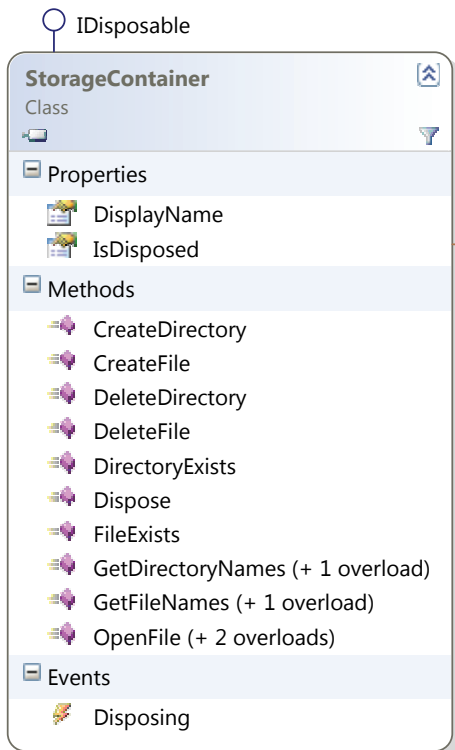 IDisposable
StorageContainer
Class
Properties
DisplayName
IsDisposed
Methods
CreateDirectory
CreateFile
DeleteDirectory
DeleteFile
DirectoryExists
Dispose
FileExists
GetDirectoryNames (+ 1 overload)
GetFileNames (+ 1 overload)
OpenFile (+ 2 overloads)
Events
Disposing